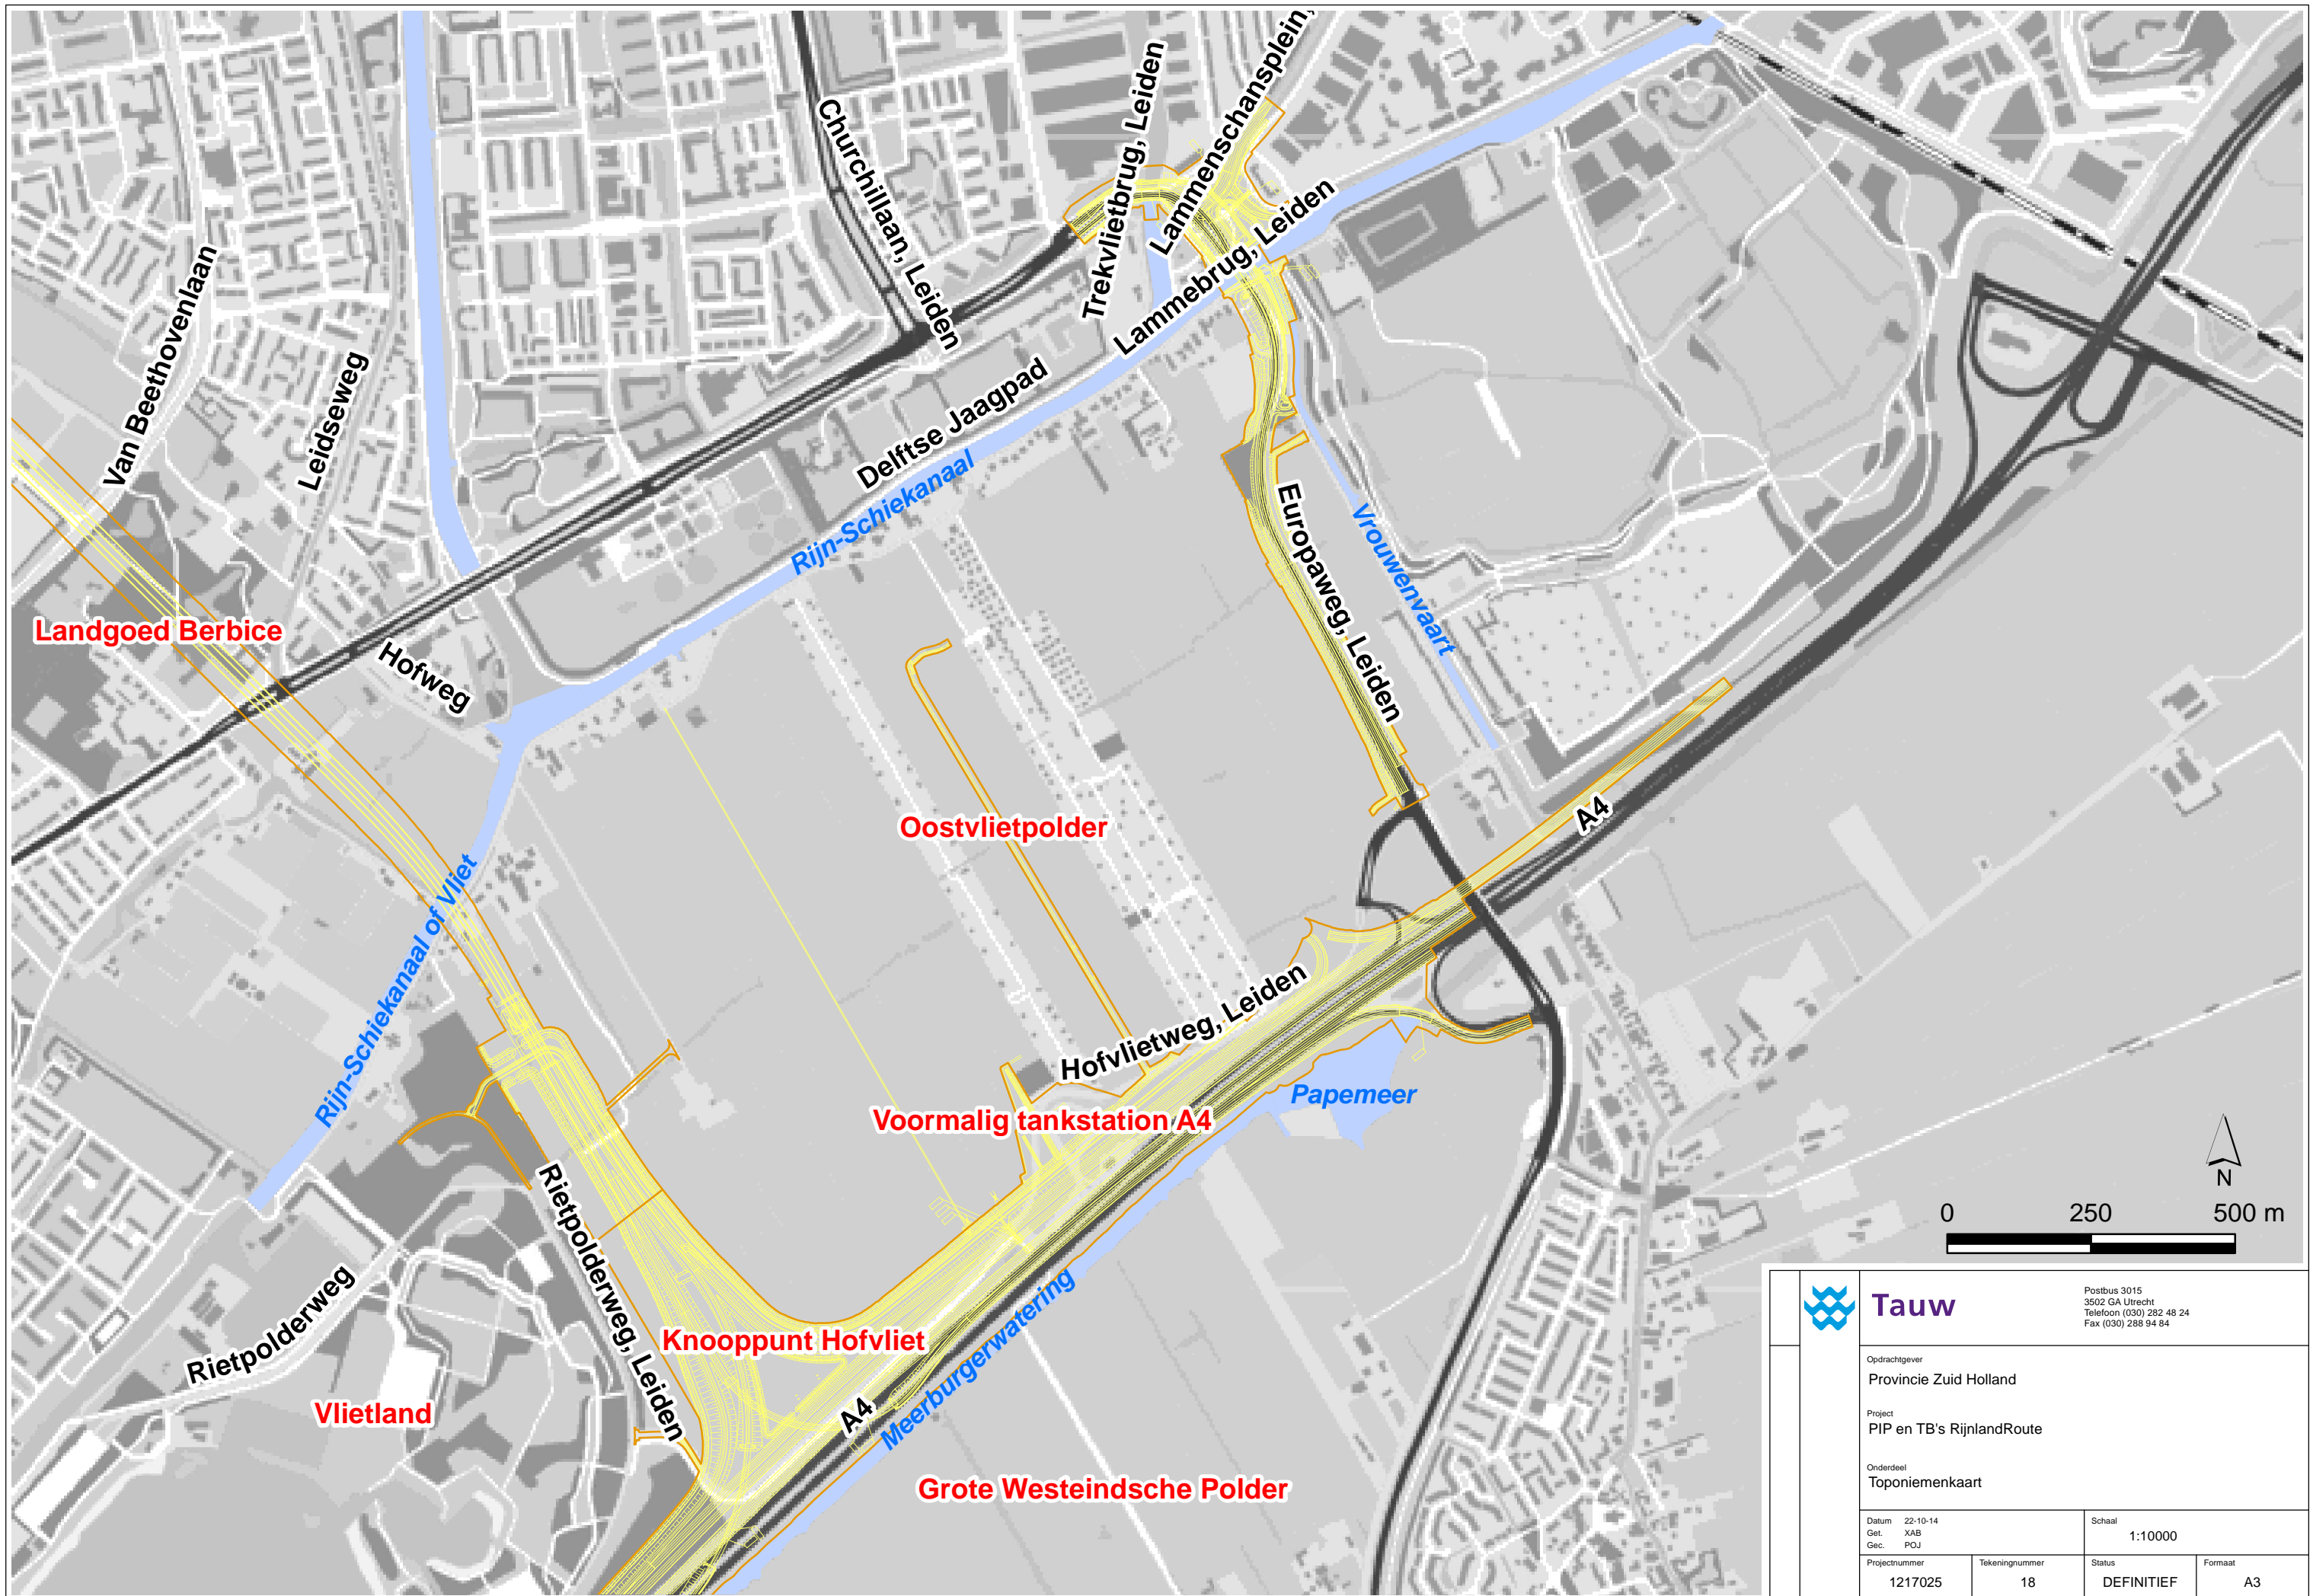 Lammenschansplein,
Trekvlietbrug, Leiden
Churchillaan, Leiden
Lammebrug, Leiden
Van Beethovenlaan
Leidseweg
Delftse Jaagpad
Rijn-Schiekanaal
Europaweg, Leiden
Vrouwenvaart
Landgoed Berbice
Hofweg
Oostvlietpolder
A4
Rijn-Schiekanaal of Vliet
Hofvlietweg, Leiden
Papemeer
Voormalig tankstation A4
Rietpolderweg, Leiden
Rietpolderweg
Knooppunt Hofvliet
Meerburgerwatering
A4
Vlietland
Grote Westeindsche Polder
N
0 250 500 m
Tauw
Postbus 3015
3502 GA Utrecht
Telefoon (030) 282 48 24
Fax (030) 288 94 84
Opdrachtgever
Provincie Zuid Holland
Project
PIP en TB's RijnlandRoute
Onderdeel
Toponiemenkaart
Datum 22-10-14
Get. XAB
Gec. POJ
Schaal
1:10000
Projectnummer
1217025
Tekeningnummer
18
Status
DEFINITIEF
Formaat
A3